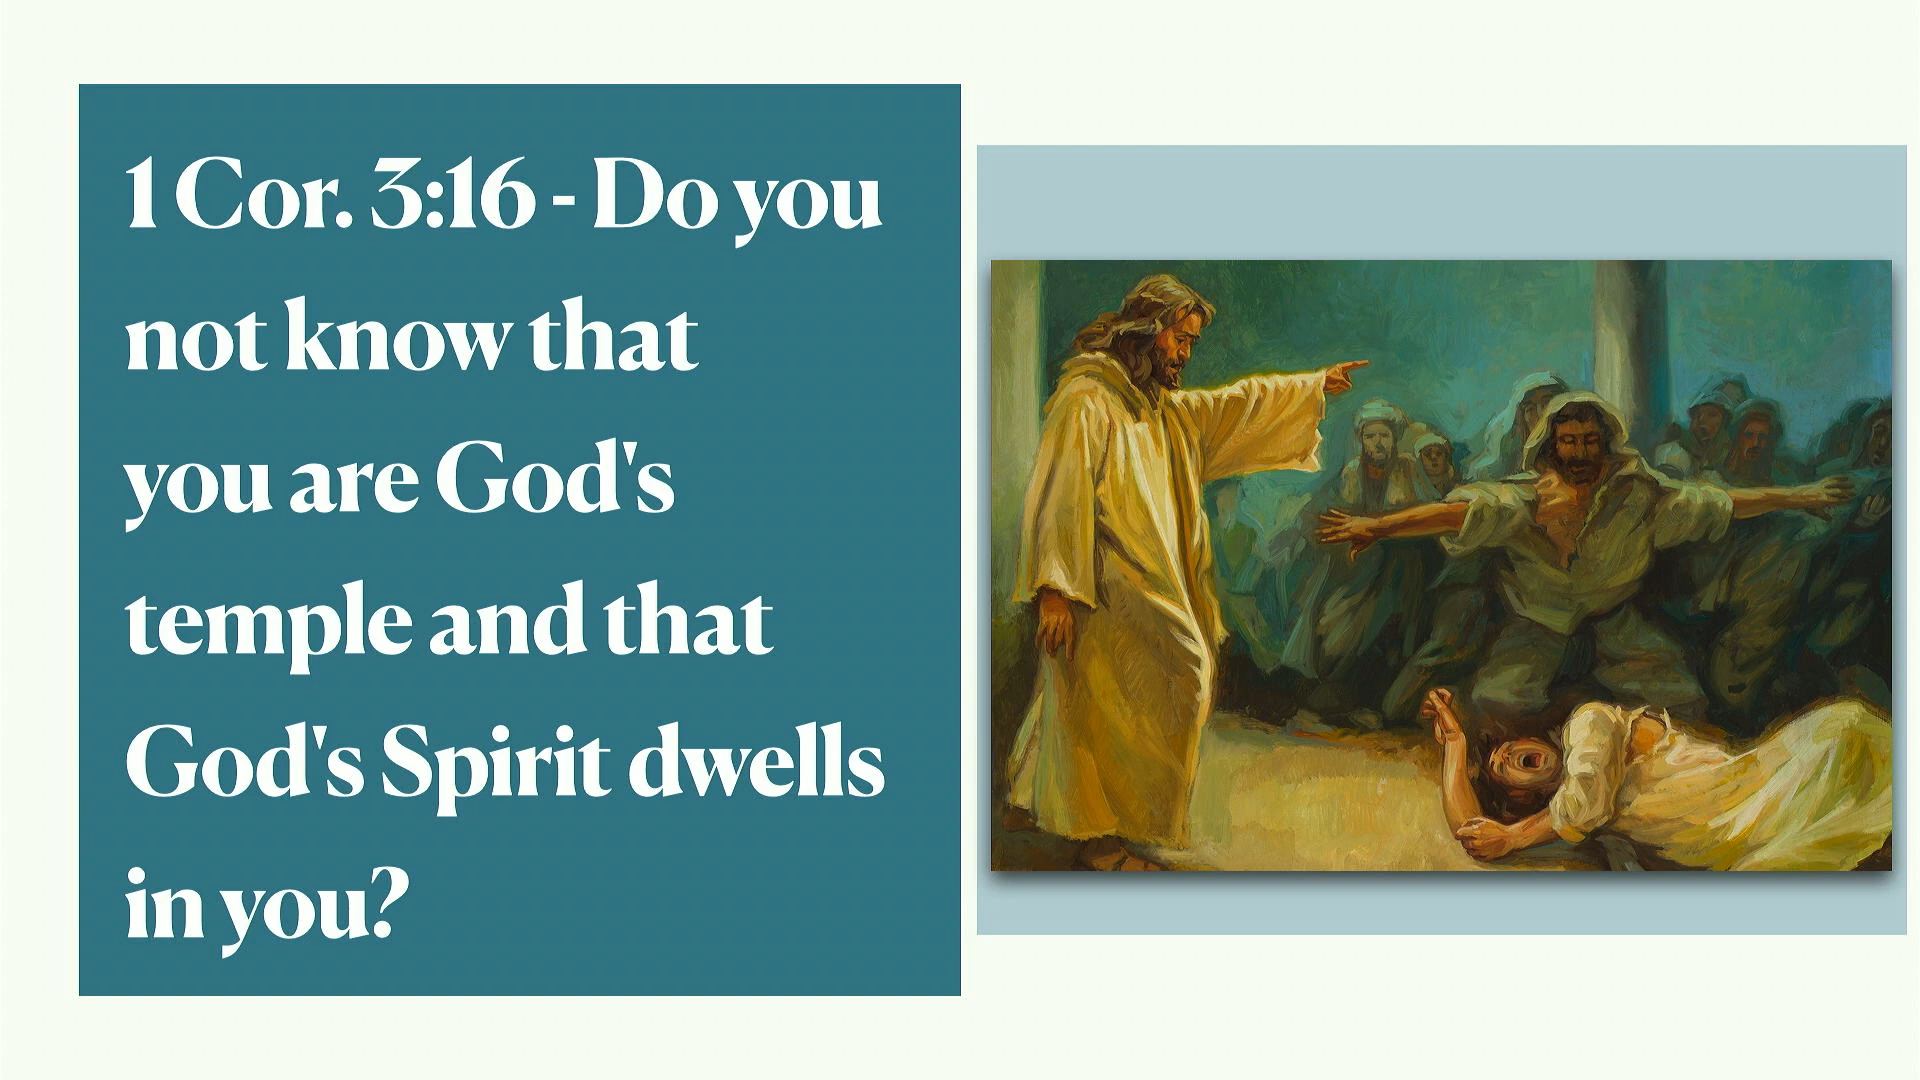 1 Cor. 3:16 - Do you
not know that
you are God's
temple and that
God's Spirit dwells
in you?